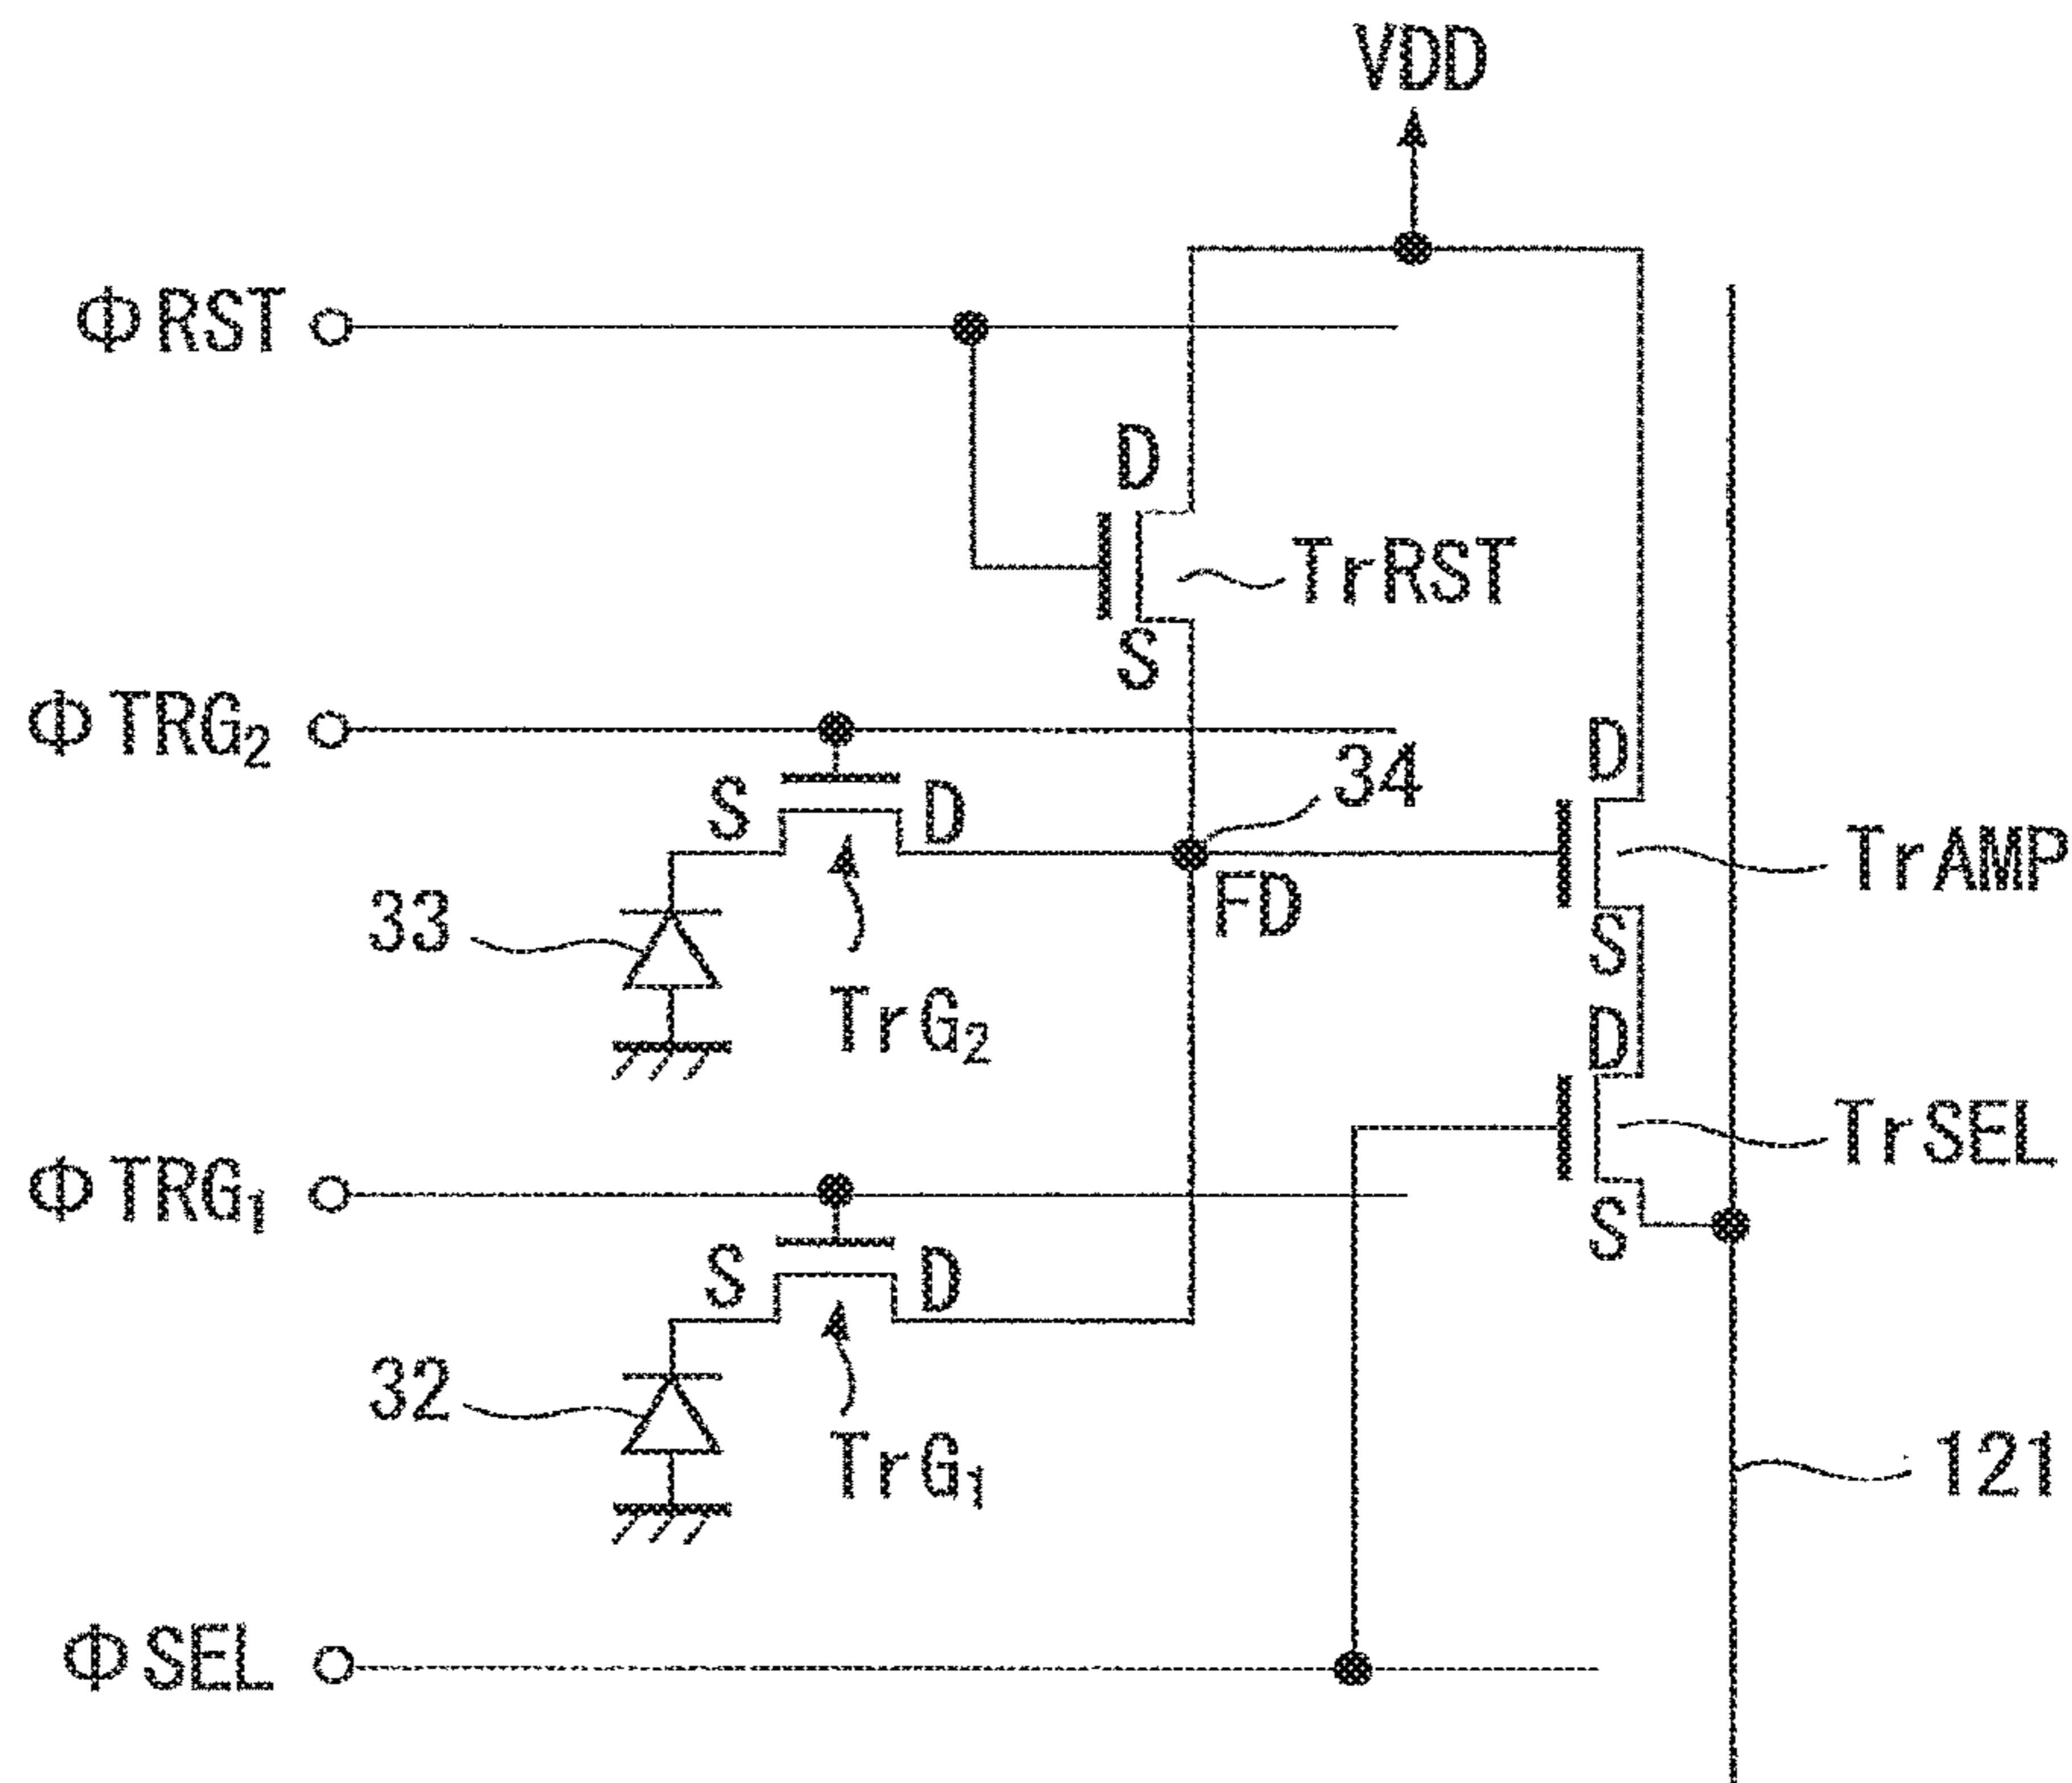 VDD
ΦRST
D
TrRST
S
ΦTRG2
34
D
S
D
TrAMP
33
FD
S
TrG2
D
TrSEL
ΦTRG1
S
S
D
32
TrG1
121
ΦSEL